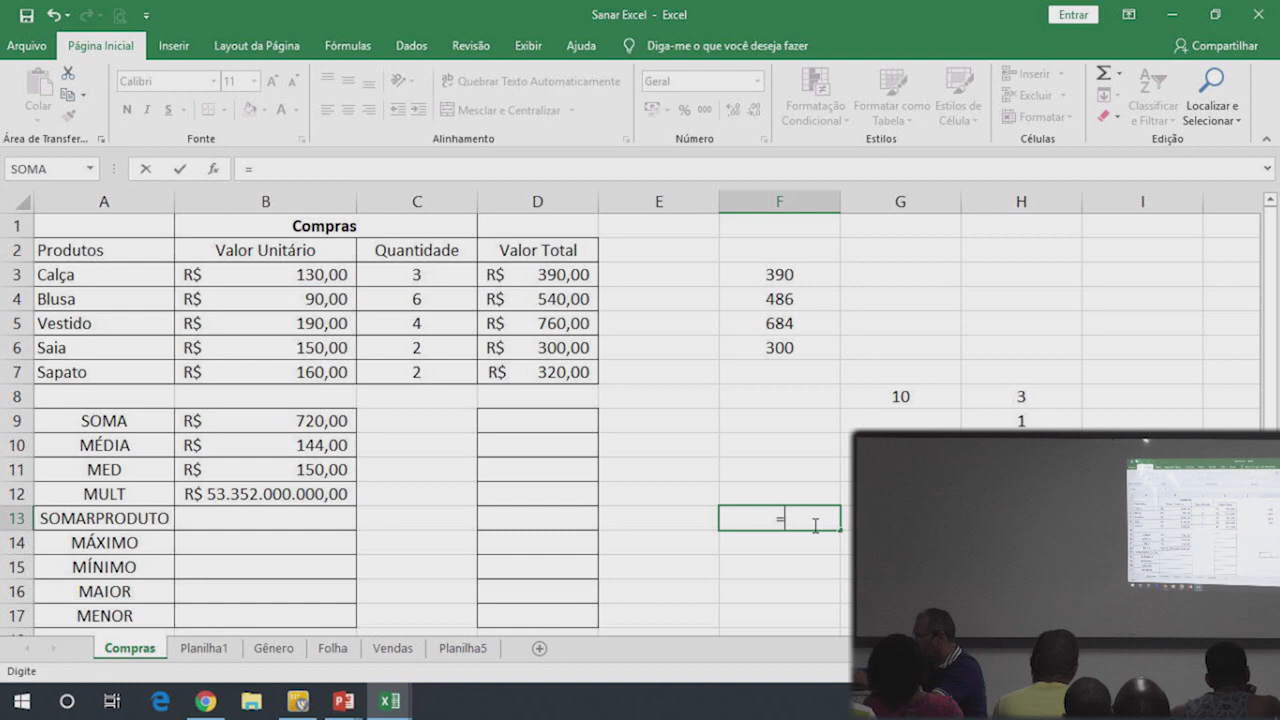 Sanar Excel - Excel
Entrar
Arquivo Página Inicial Inserir Layout da Página Fórmulas Dados Revisão Exibir Ajuda Diga-me o que você deseja fazer Compartilhar
Colar
Calibri 11
N I S
A
Quebrar Texto Automaticamente
Mesclar e Centralizar
Geral
% 000
Formatação Condicional
Formatar como Tabela
Estilos de Célula
Inserir
Excluir
Formatar
Σ
Classificar e Filtrar
Localizar e Selecionar
Área de Transfer... Fonte Alinhamento Número Estilos Células Edição
SOMA fx =
A B C D E F G H I
1 Compras
2 Produtos Valor Unitário Quantidade Valor Total
3 Calça R$ 130,00 3 R$ 390,00 390
4 Blusa R$ 90,00 6 R$ 540,00 486
5 Vestido R$ 190,00 4 R$ 760,00 684
6 Saia R$ 150,00 2 R$ 300,00 300
7 Sapato R$ 160,00 2 R$ 320,00
8 10 3
9 SOMA R$ 720,00 1
10 MÉDIA R$ 144,00
11 MED R$ 150,00
12 MULT R$ 53.352.000.000,00
13 SOMARPRODUTO =
14 MÁXIMO
15 MÍNIMO
16 MAIOR
17 MENOR
Compras Planilha1 Gênero Folha Vendas Planilha5
Digite